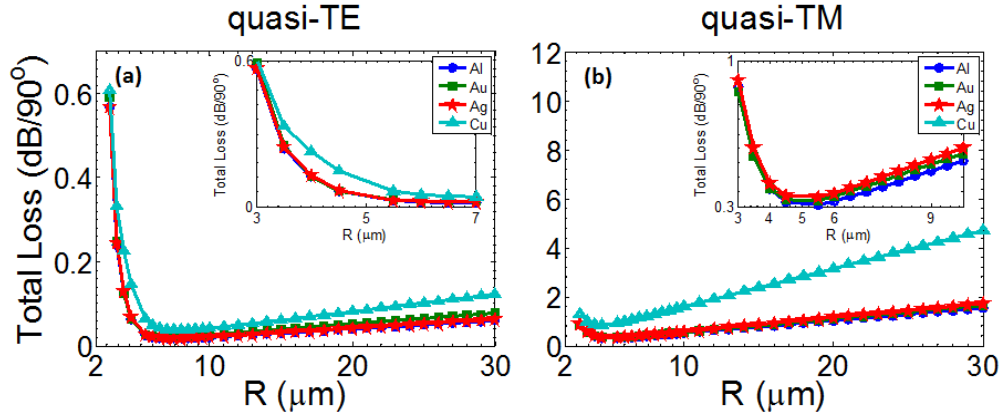 quasi-TE
quasi-TM
Total Loss (dB/90°)
0.6
0.4
0.2
0
(a)
Total Loss (dB/90°)
0.6
0
3
5
7
R (μm)
Al
Au
Ag
Cu
2
10
20
30
R (μm)
12
10
8
6
4
2
0
(b)
Total Loss (dB/90°)
1
0.3
3
4
6
9
R (μm)
Al
Au
Ag
Cu
2
10
20
30
R (μm)